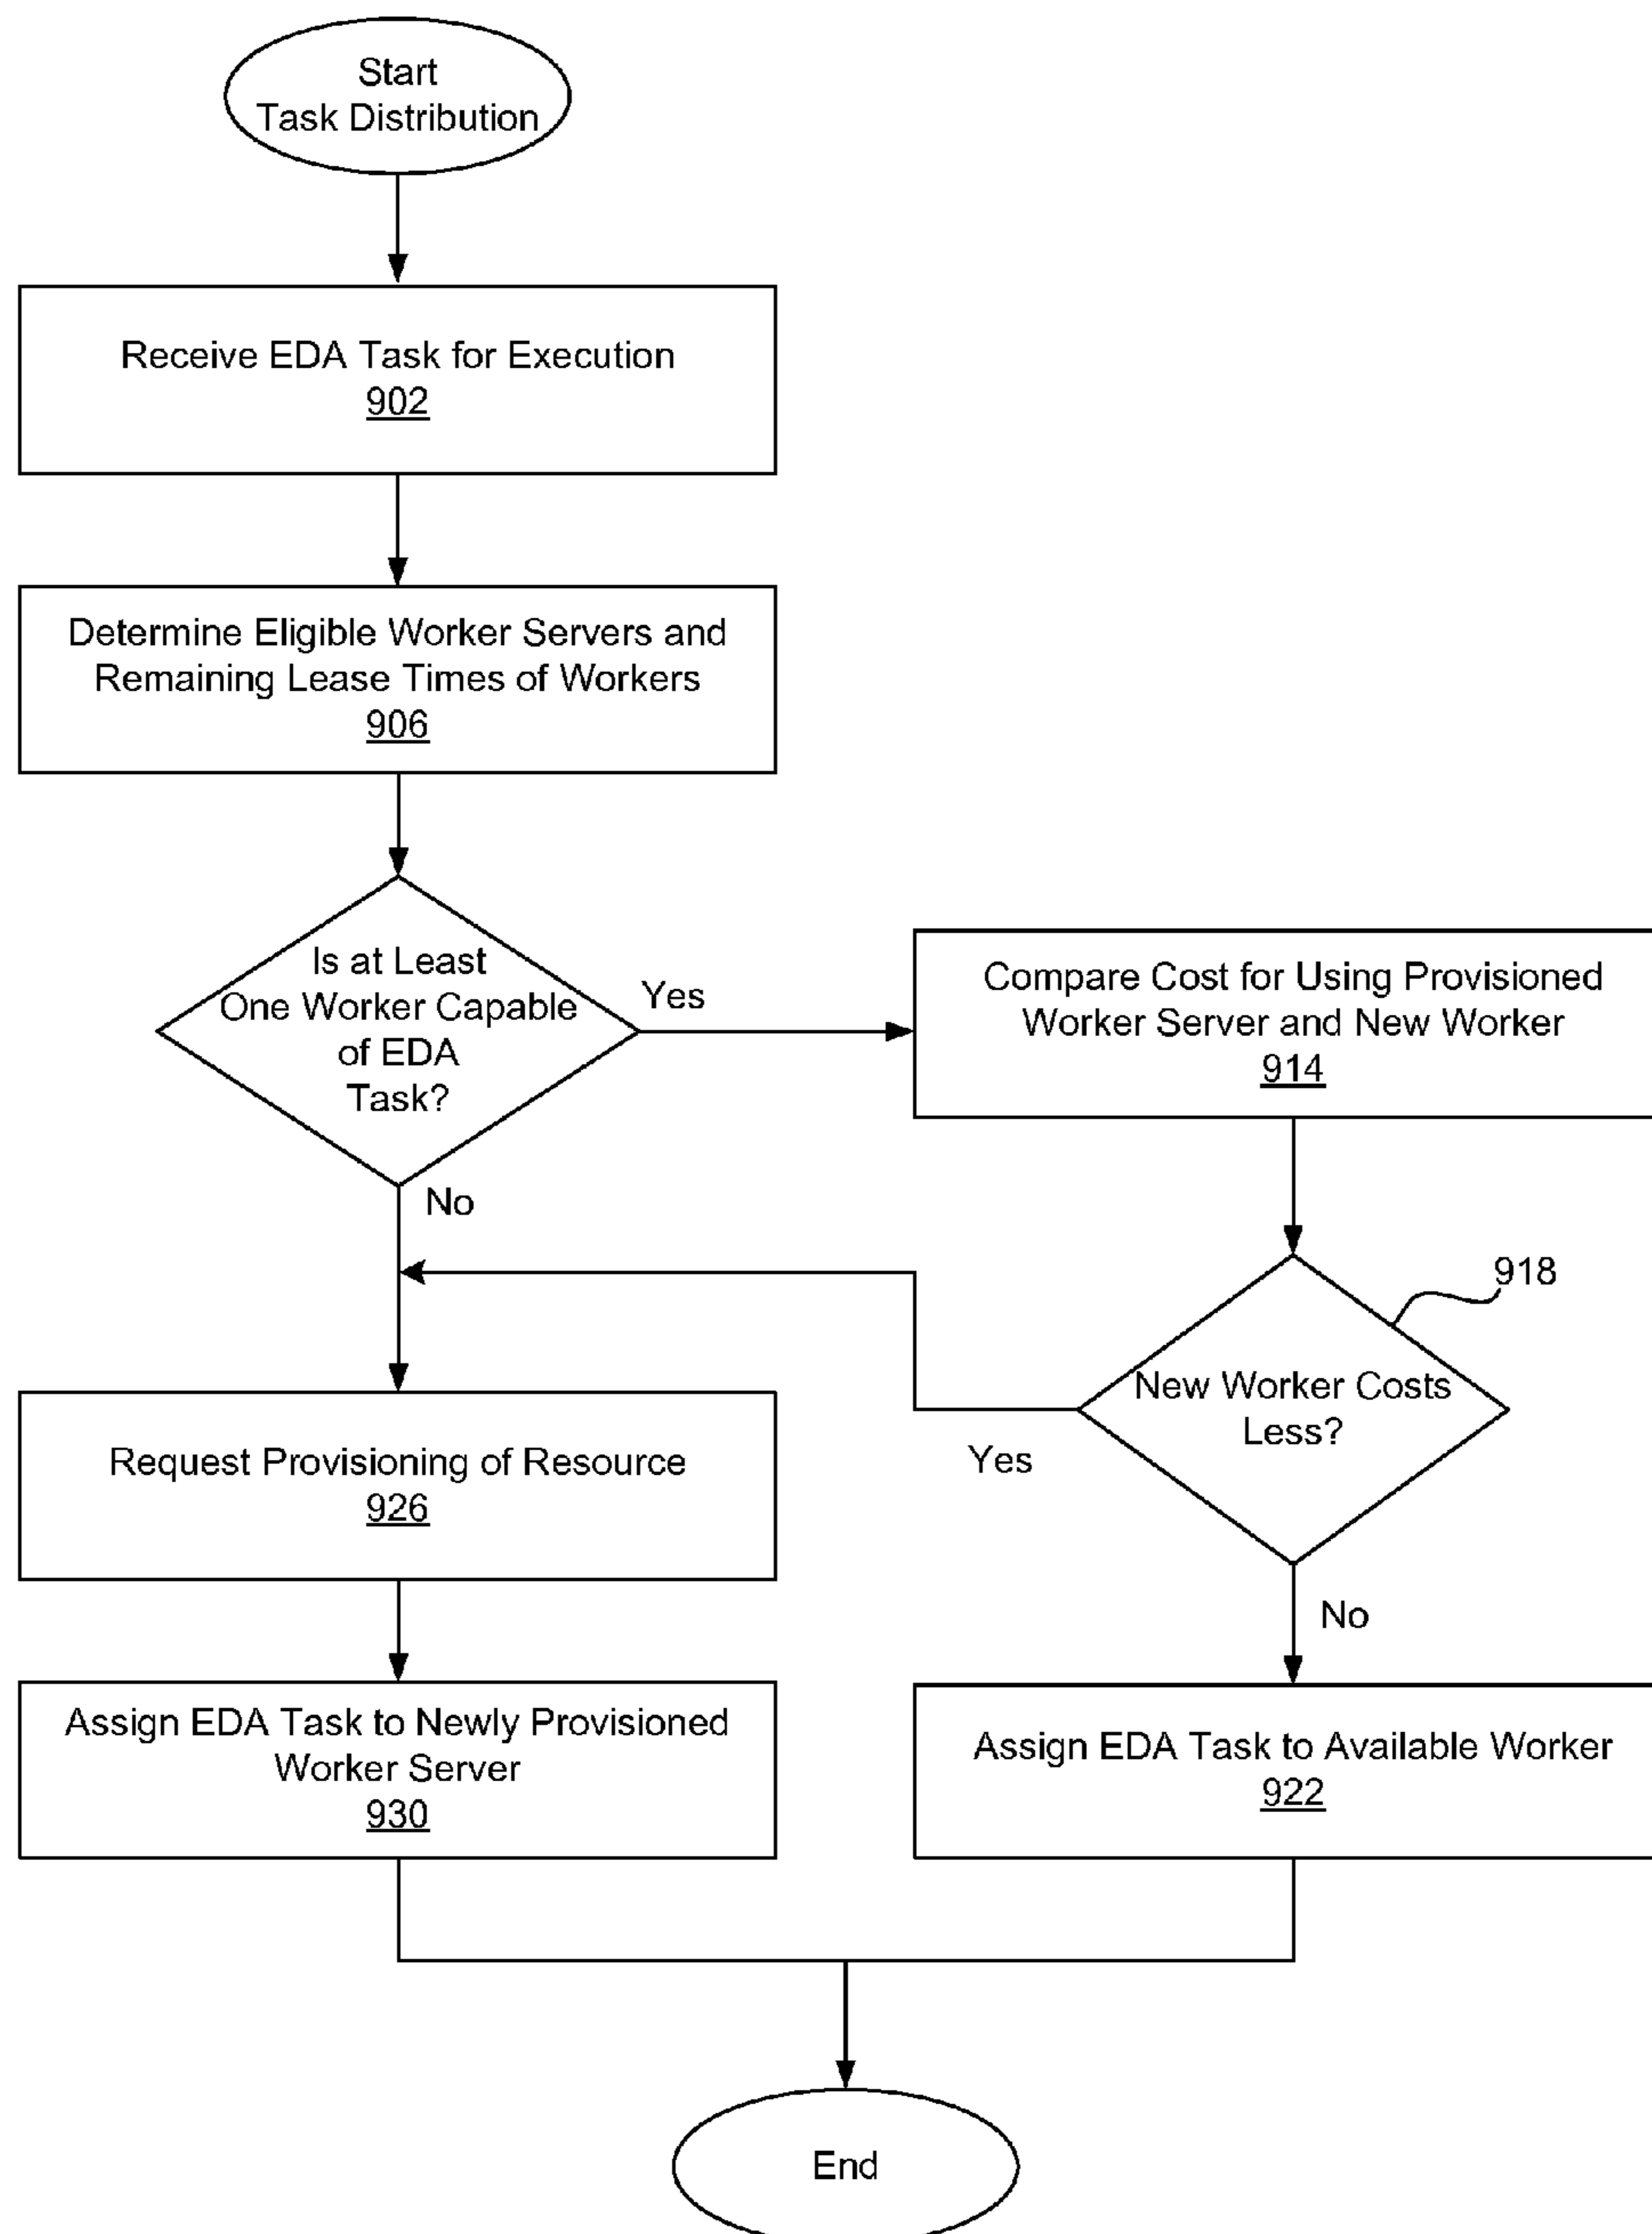 Start
Task Distribution
Receive EDA Task for Execution
902
Determine Eligible Worker Servers and
Remaining Lease Times of Workers
906
Is at Least
One Worker Capable
of EDA
Task?
Yes
No
Compare Cost for Using Provisioned
Worker Server and New Worker
914
918
New Worker Costs
Less?
Yes
No
Request Provisioning of Resource
926
Assign EDA Task to Newly Provisioned
Worker Server
930
Assign EDA Task to Available Worker
922
End